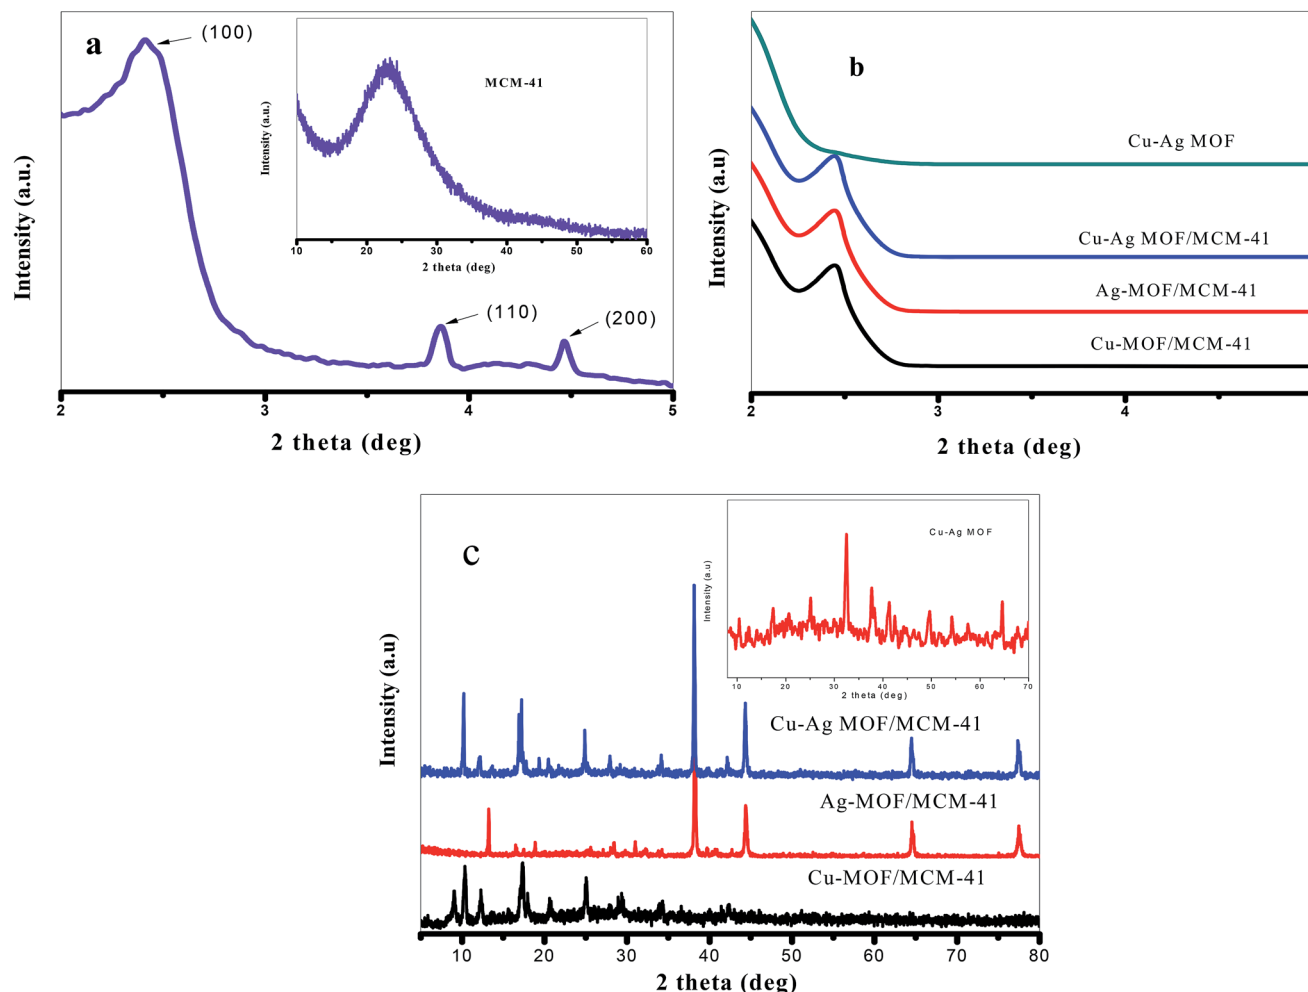 a
(100)
MCM-41
Intensity (a.u.)
10 20 30 40 50 60
2 theta (deg)
(110)
(200)
Intensity (a.u.)
2 3 4 5
2 theta (deg)
b
Cu-Ag MOF
Cu-Ag MOF/MCM-41
Ag-MOF/MCM-41
Cu-MOF/MCM-41
Intensity (a.u)
2 3 4
2 theta (deg)
c
Cu-Ag MOF
Intensity (a.u)
10 20 30 40 50 60 70
2 theta (deg)
Cu-Ag MOF/MCM-41
Ag-MOF/MCM-41
Cu-MOF/MCM-41
Intensity (a.u)
10 20 30 40 50 60 70 80
2 theta (deg)